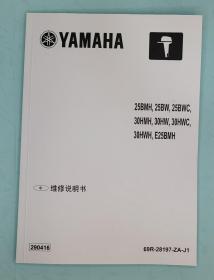 YAMAHA
25BMH, 25BW, 25BWC,
30HMH, 30HW, 30HWC,
30HWH, E25BMH
维修说明书
290416
69R-28197-ZA-J1